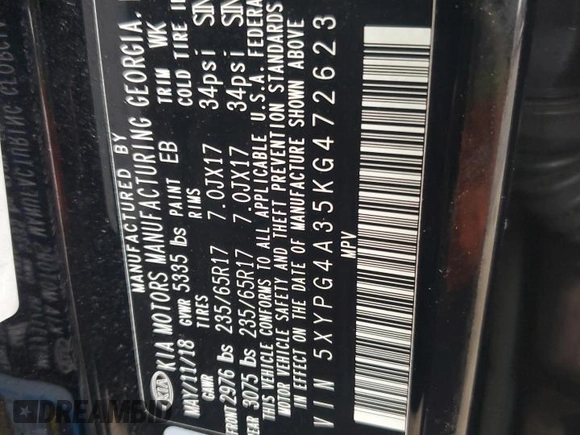 MANUFACTURED BY
KIA KIA MOTORS MANUFACTURING GEORGIA,
MAY/11/18 GVWR 5335 lbs PAINT EB TRIM WK
GAWR TIRES RIMS COLD TIRE
FRONT 2976 lbs 235/65R17 7.0JX17 34psi
REAR 3075 lbs 235/65R17 7.0JX17 34psi
THIS VEHICLE CONFORMS TO ALL APPLICABLE U.S.A. FEDERA
MOTOR VEHICLE SAFETY AND THEFT PREVENTION STANDARDS
EFFECT ON THE DATE OF MANUFACTURE SHOWN ABOVE
VIN 5XYPG4A35KG472623
MPV
DREAMBID